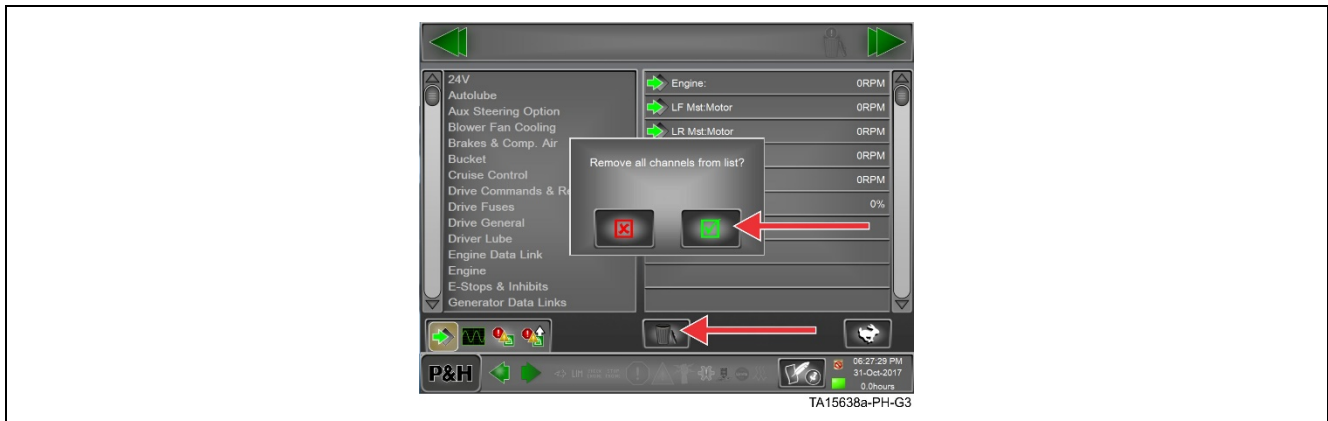 24V
Autolube
Aux Steering Option
Blower Fan Cooling
Brakes & Comp. Air
Bucket
Cruise Control
Drive Commands & Re
Drive Fuses
Drive General
Driver Lube
Engine Data Link
Engine
E-Stops & Inhibits
Generator Data Links
Engine: 0RPM
LF Mst:Motor 0RPM
LR Mst:Motor 0RPM
0RPM
0RPM
0%
Remove all channels from list?
P&H
LIM
06:27:29 PM
31-Oct-2017
0.0hours
TA15638a-PH-G3